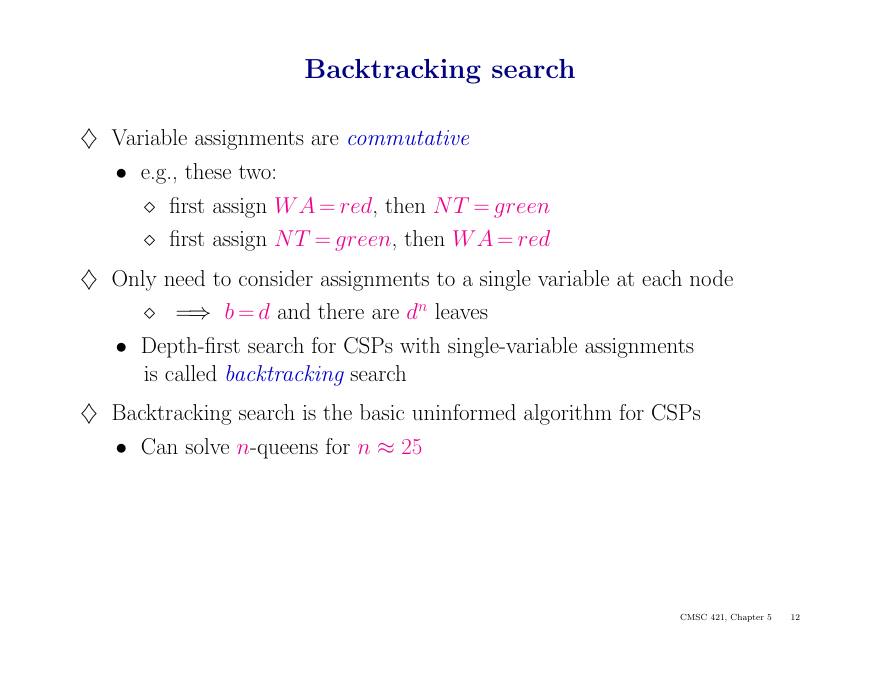 Backtracking search
♢ Variable assignments are commutative
• e.g., these two:
⋄ first assign WA = red, then NT = green
⋄ first assign NT = green, then WA = red
♢ Only need to consider assignments to a single variable at each node
⋄ ⟹ b = d and there are dⁿ leaves
• Depth-first search for CSPs with single-variable assignments
is called backtracking search
♢ Backtracking search is the basic uninformed algorithm for CSPs
• Can solve n-queens for n ≈ 25
CMSC 421, Chapter 5 12